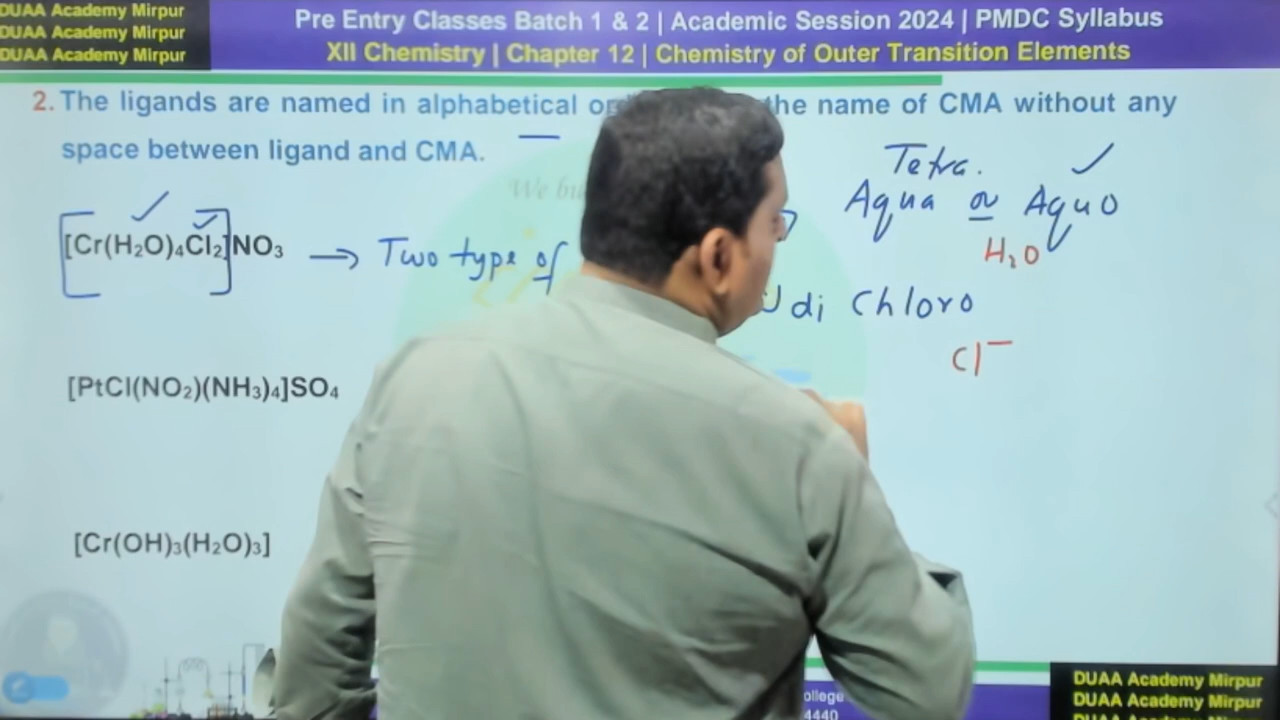 DUAA Academy Mirpur
DUAA Academy Mirpur
DUAA Academy Mirpur
Pre Entry Classes Batch 1 & 2 | Academic Session 2024 | PMDC Syllabus
XII Chemistry | Chapter 12 | Chemistry of Outer Transition Elements
2. The ligands are named in alphabetical the name of CMA without any
space between ligand and CMA.
Tetra.
Aqua or Aquo
H₂O
[Cr(H₂O)₄Cl₂]NO₃ → Two type of
di Chloro
Cl⁻
[PtCl(NO₂)(NH₃)₄]SO₄
[Cr(OH)₃(H₂O)₃]
DUAA Academy Mirpur
DUAA Academy Mirpur
4440